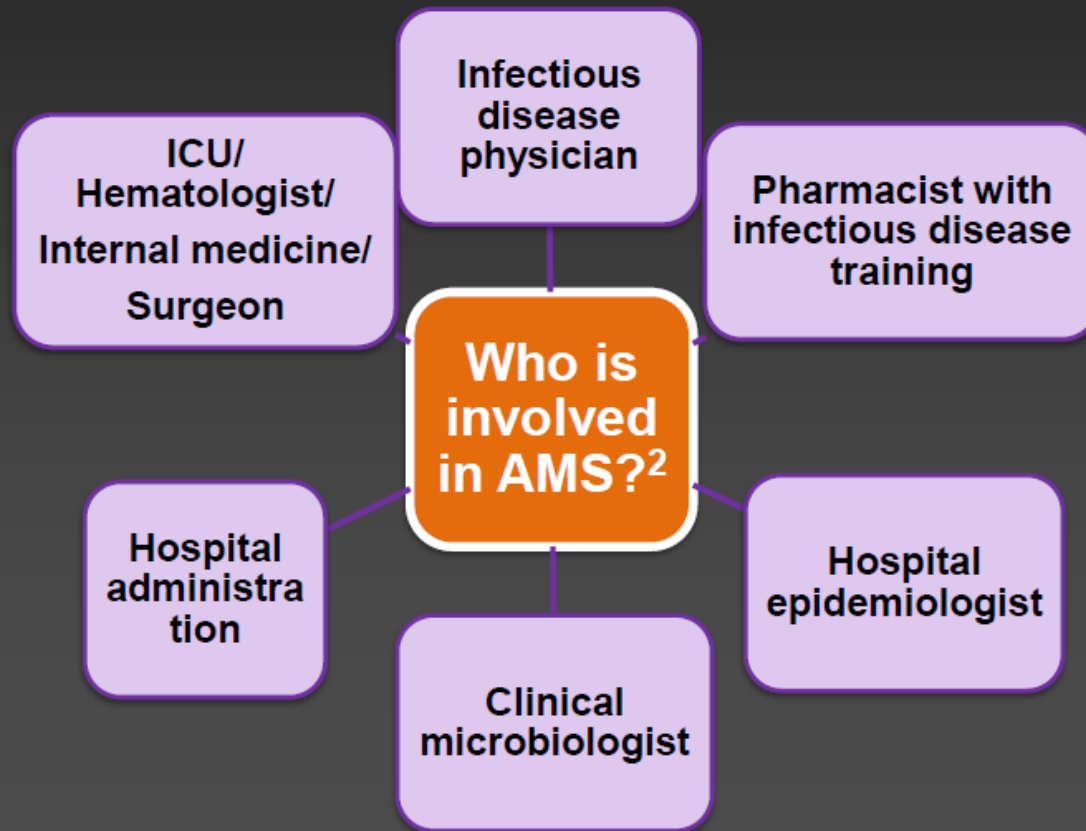 Infectious
disease
physician
ICU/
Hematologist/
Internal medicine/
Surgeon
Pharmacist with
infectious disease
training
Who is
involved
in AMS?²
Hospital
administra
tion
Hospital
epidemiologist
Clinical
microbiologist